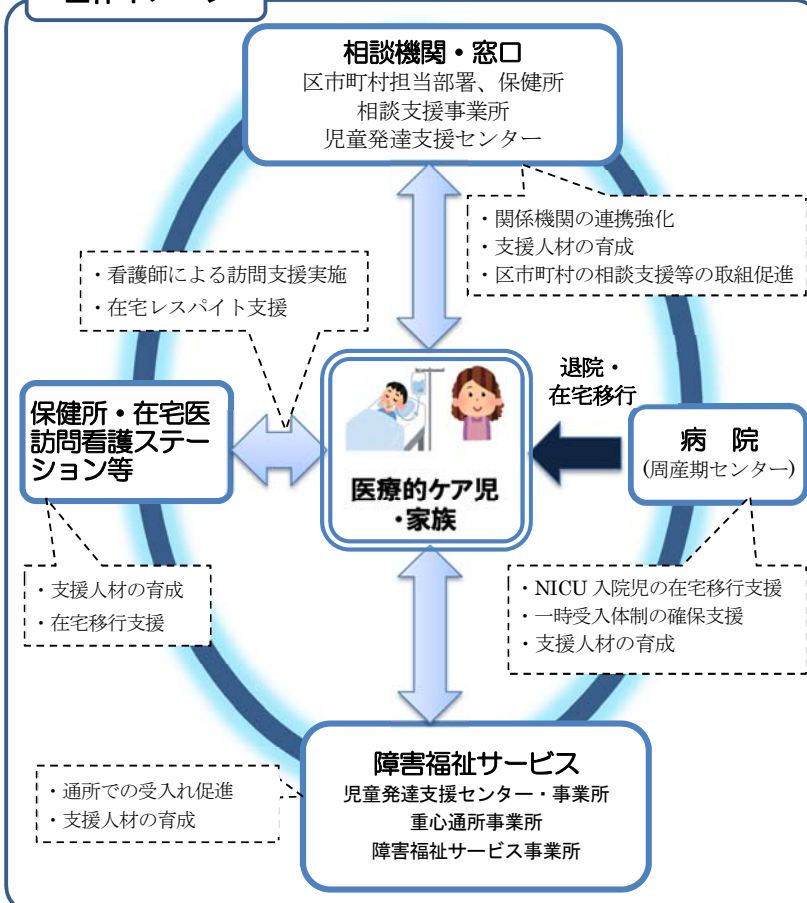 相談機関・窓口
区市町村担当部署、保健所
相談支援事業所
児童発達支援センター
・関係機関の連携強化
・支援人材の育成
・区市町村の相談支援等の取組促進
・看護師による訪問支援実施
・在宅レスパイト支援
退院・
在宅移行
保健所・在宅医
訪問看護ステー
ション等
医療的ケア児
・家族
病　院
(周産期センター)
・支援人材の育成
・在宅移行支援
・NICU 入院児の在宅移行支援
・一時受入体制の確保支援
・支援人材の育成
障害福祉サービス
児童発達支援センター・事業所
重心通所事業所
障害福祉サービス事業所
・通所での受入れ促進
・支援人材の育成